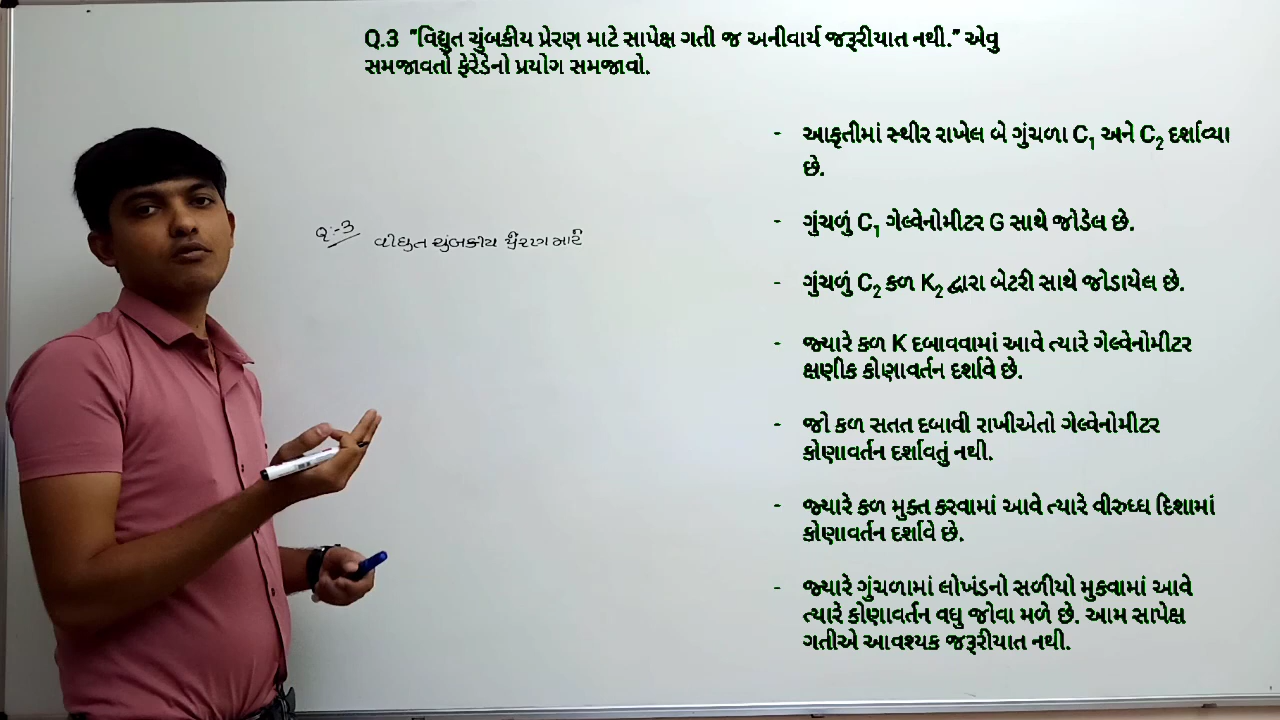 Q.3 "વિદ્યુત ચુંબકીય પ્રેરણ માટે સાપેક્ષ ગતી જ અનીવાર્ય જરૂરીયાત નથી." એવુ
સમજાવતો ફેરેડેનો પ્રયોગ સમજાવો.
Q:-3 વીદ્યુત ચુંબકીય પ્રેરણ માટે
- આકૃતીમાં સ્થીર રાખેલ બે ગુંચળા C₁ અને C₂ દર્શાવ્યા
છે.
- ગુંચળું C₁ ગેલ્વેનોમીટર G સાથે જોડેલ છે.
- ગુંચળું C₂ કળ K₂ દ્વારા બેટરી સાથે જોડાયેલ છે.
- જ્યારે કળ K દબાવવામાં આવે ત્યારે ગેલ્વેનોમીટર
ક્ષણીક કોણાવર્તન દર્શાવે છે.
- જો કળ સતત દબાવી રાખીએતો ગેલ્વેનોમીટર
કોણાવર્તન દર્શાવતું નથી.
- જ્યારે કળ મુક્ત કરવામાં આવે ત્યારે વીરુધ્ધ દિશામાં
કોણાવર્તન દર્શાવે છે.
- જ્યારે ગુંચળામાં લોખંડનો સળીયો મુકવામાં આવે
ત્યારે કોણાવર્તન વધુ જોવા મળે છે. આમ સાપેક્ષ
ગતીએ આવશ્યક જરૂરીયાત નથી.